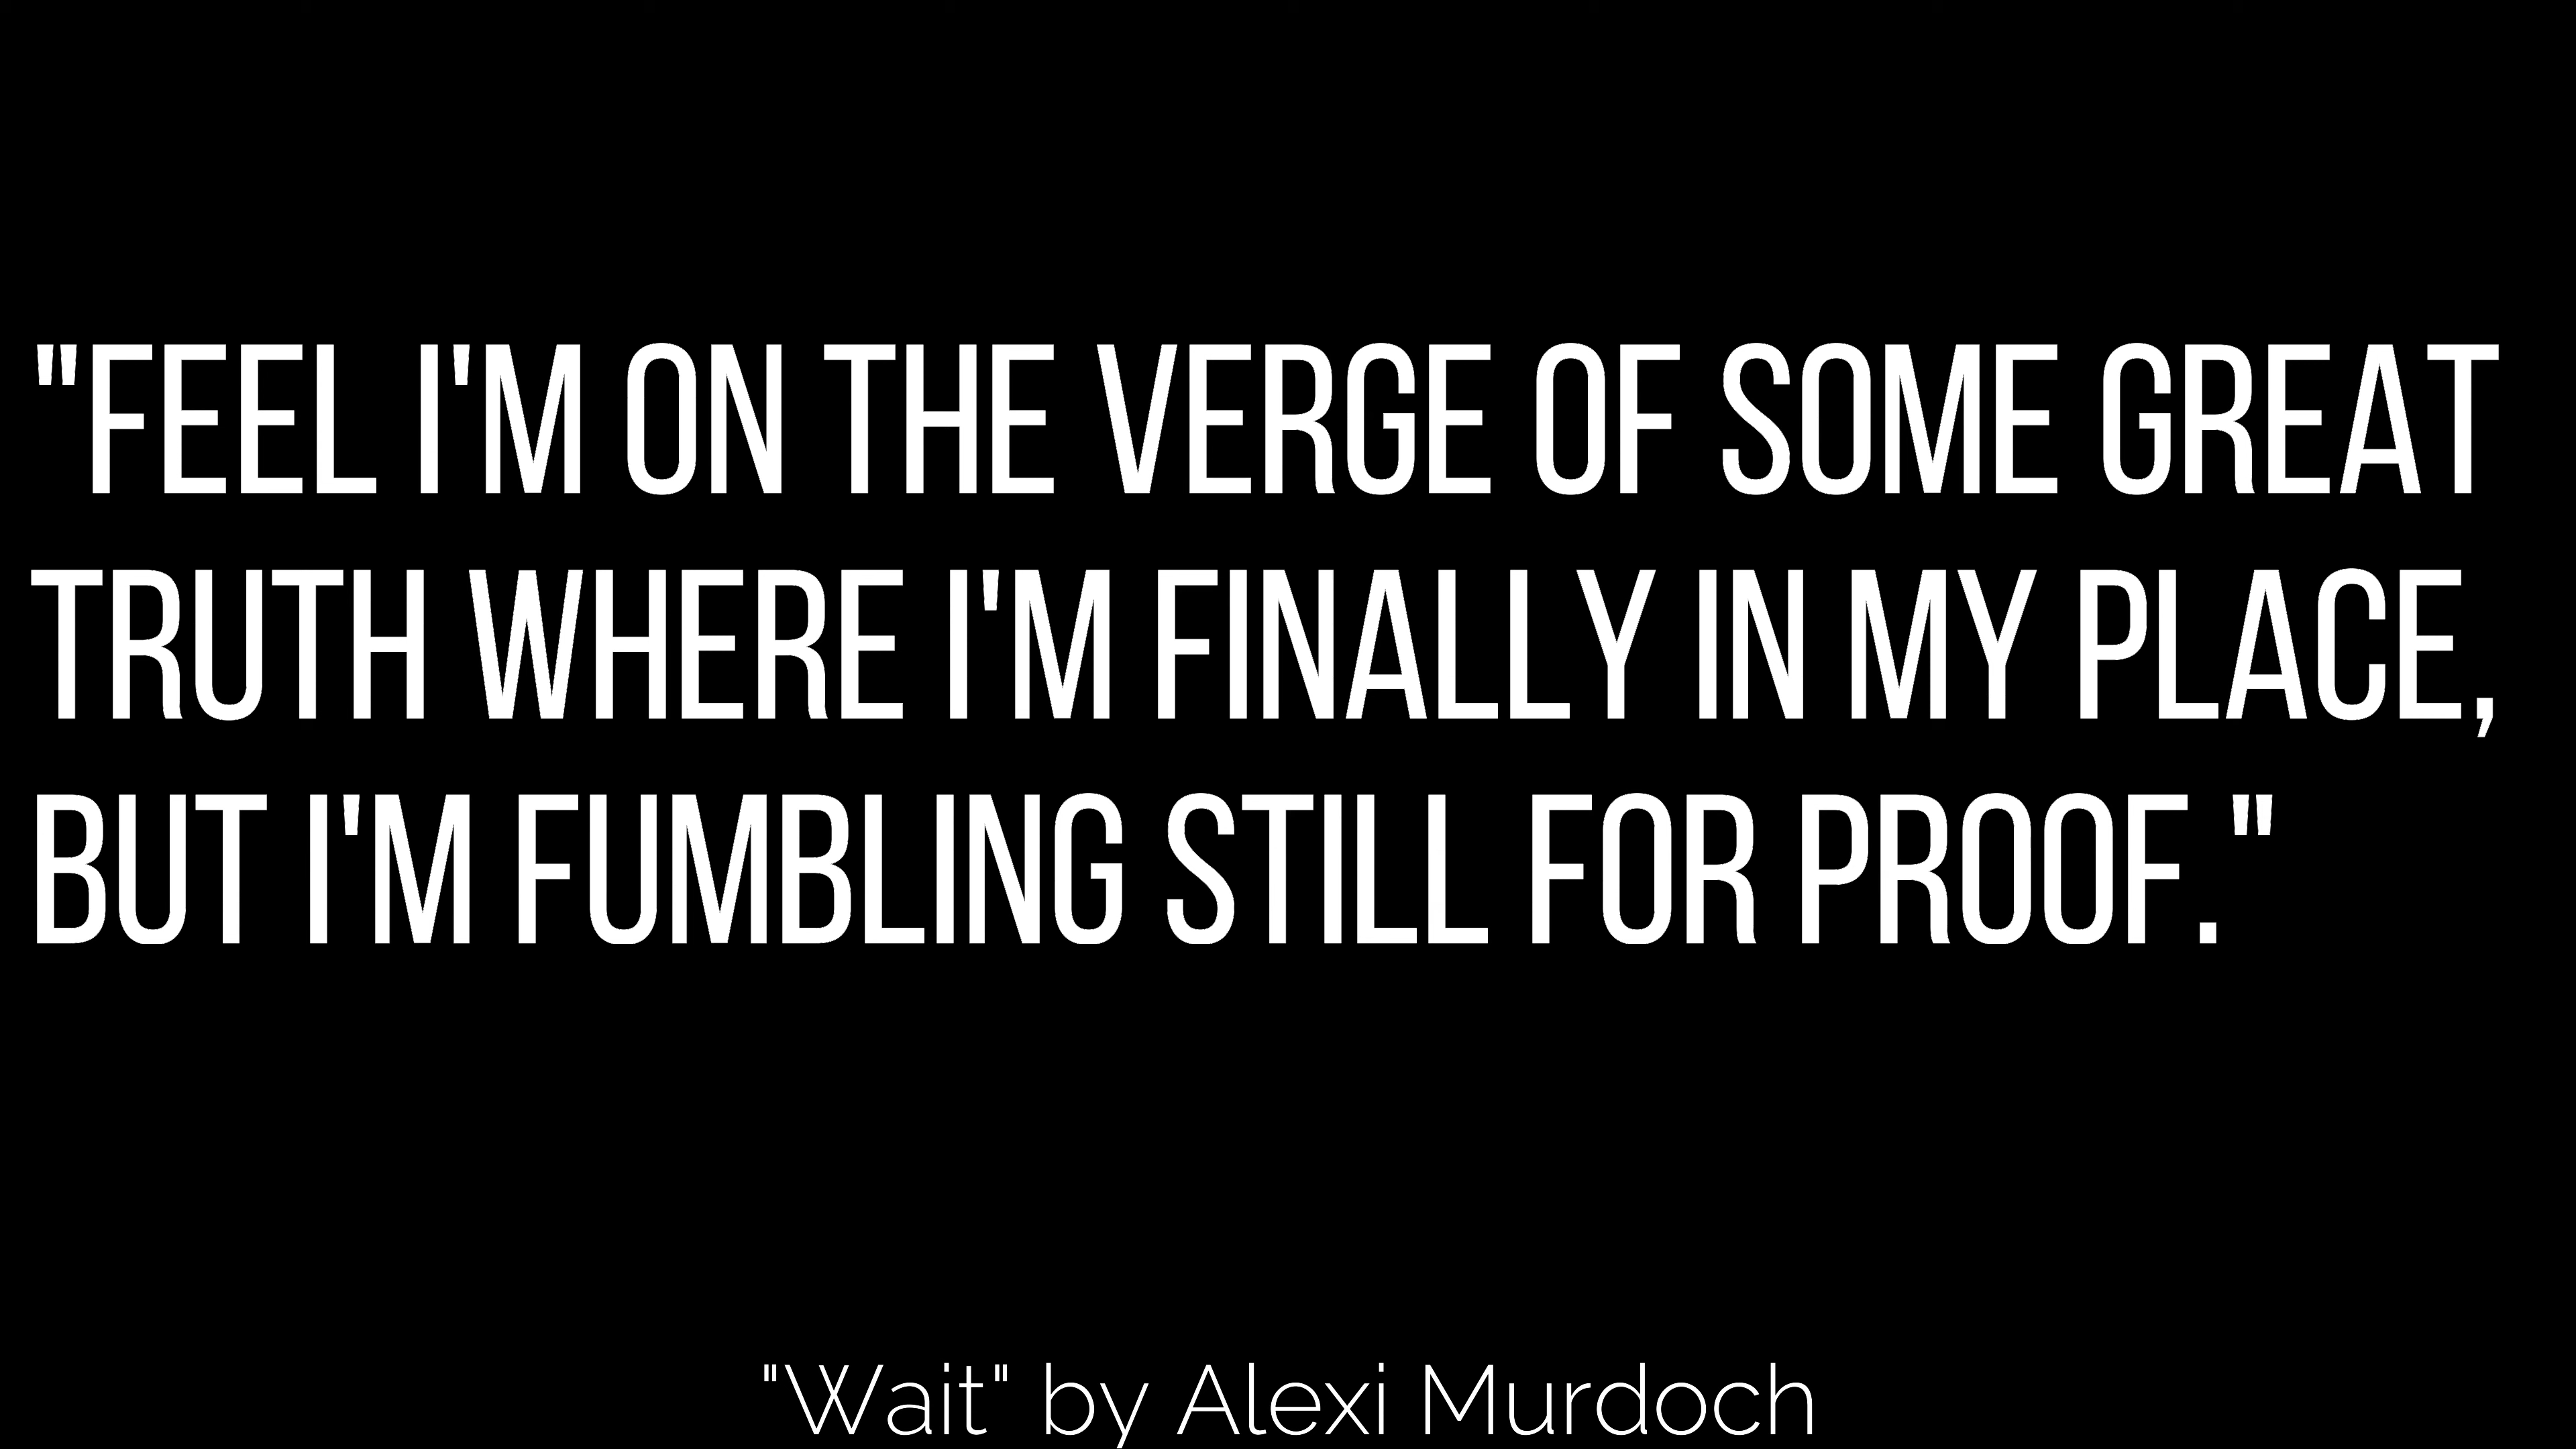 "FEEL I'M ON THE VERGE OF SOME GREAT
TRUTH WHERE I'M FINALLY IN MY PLACE,
BUT I'M FUMBLING STILL FOR PROOF."
"Wait" by Alexi Murdoch